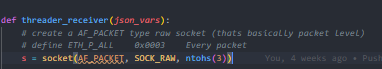 def threader_receiver(json_vars):
# create a AF_PACKET type raw socket (thats basically packet level)
# define ETH_P_ALL    0x0003    Every packet
s = socket(AF_PACKET, SOCK_RAW, ntohs(3))    You, 4 weeks ago • Pus